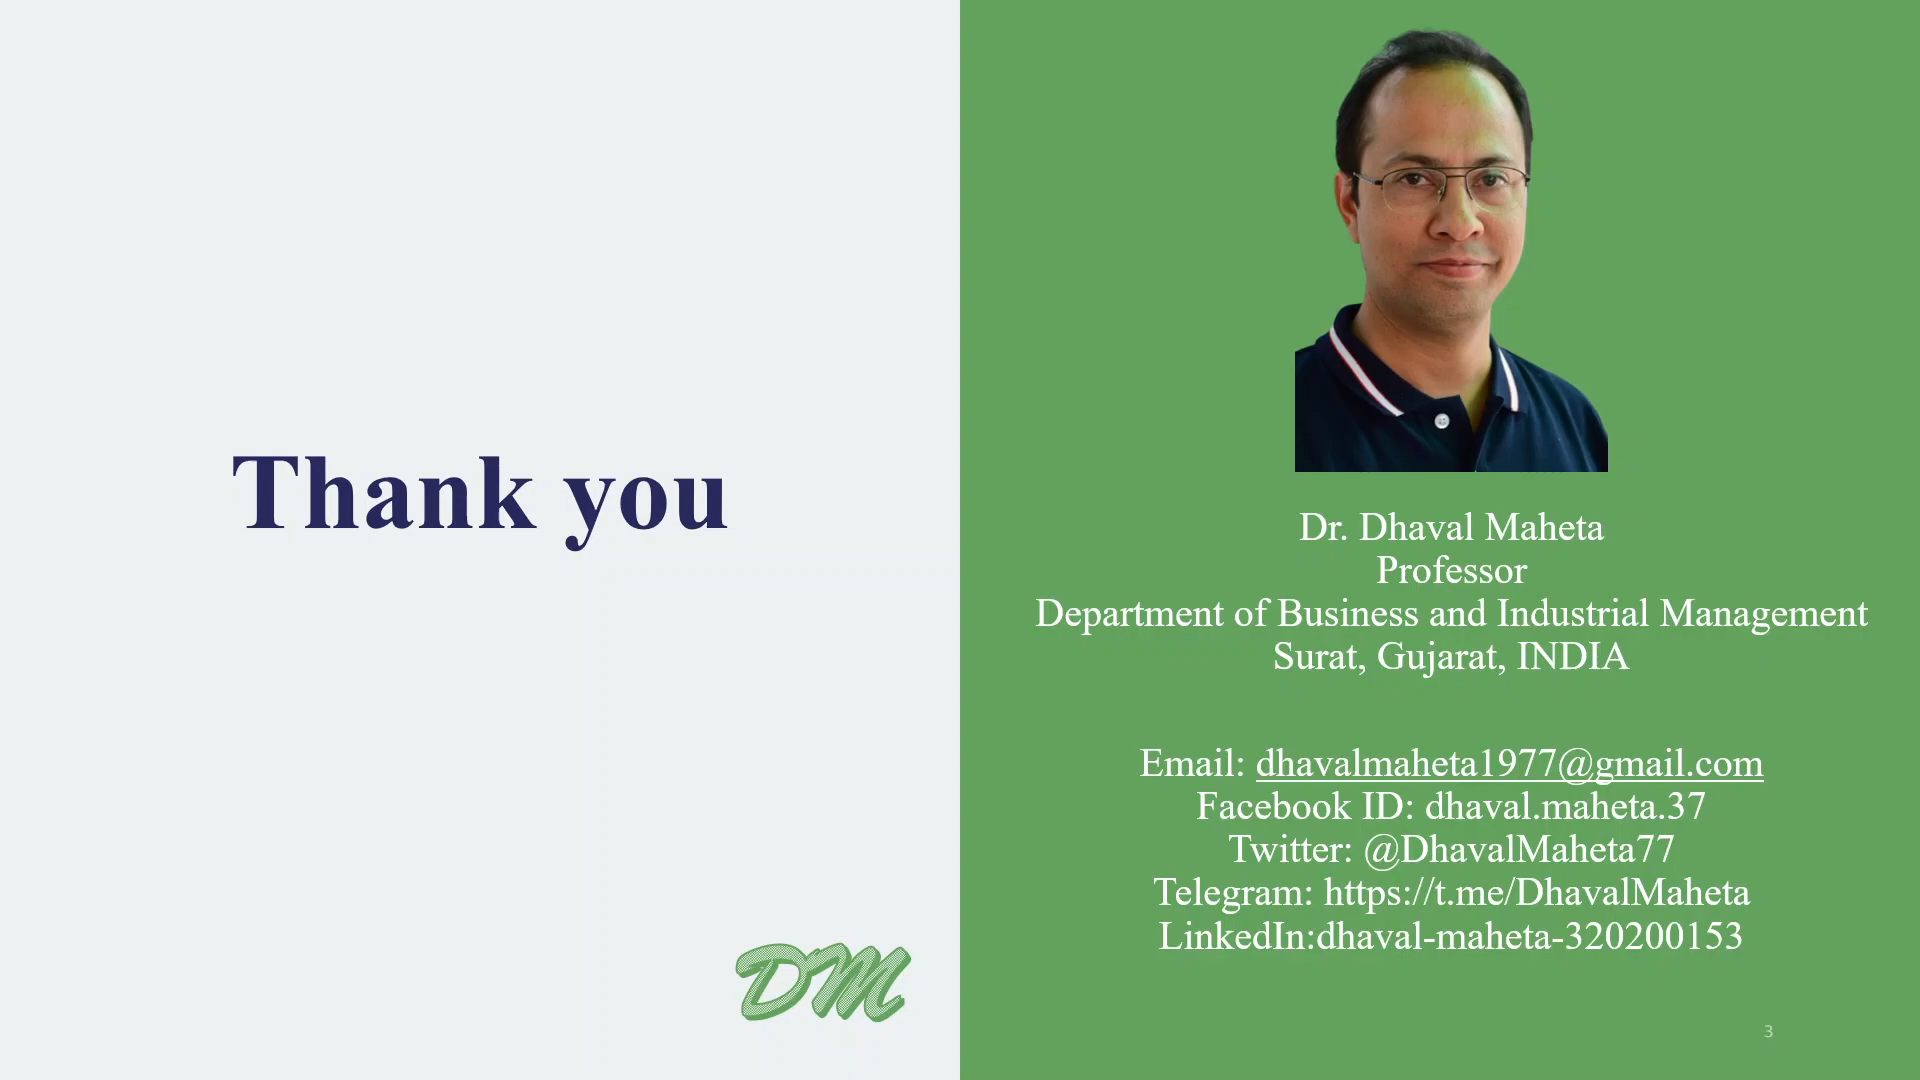 Thank you
DM
Dr. Dhaval Maheta
Professor
Department of Business and Industrial Management
Surat, Gujarat, INDIA
Email: dhavalmaheta1977@gmail.com
Facebook ID: dhaval.maheta.37
Twitter: @DhavalMaheta77
Telegram: https://t.me/DhavalMaheta
LinkedIn:dhaval-maheta-320200153
3